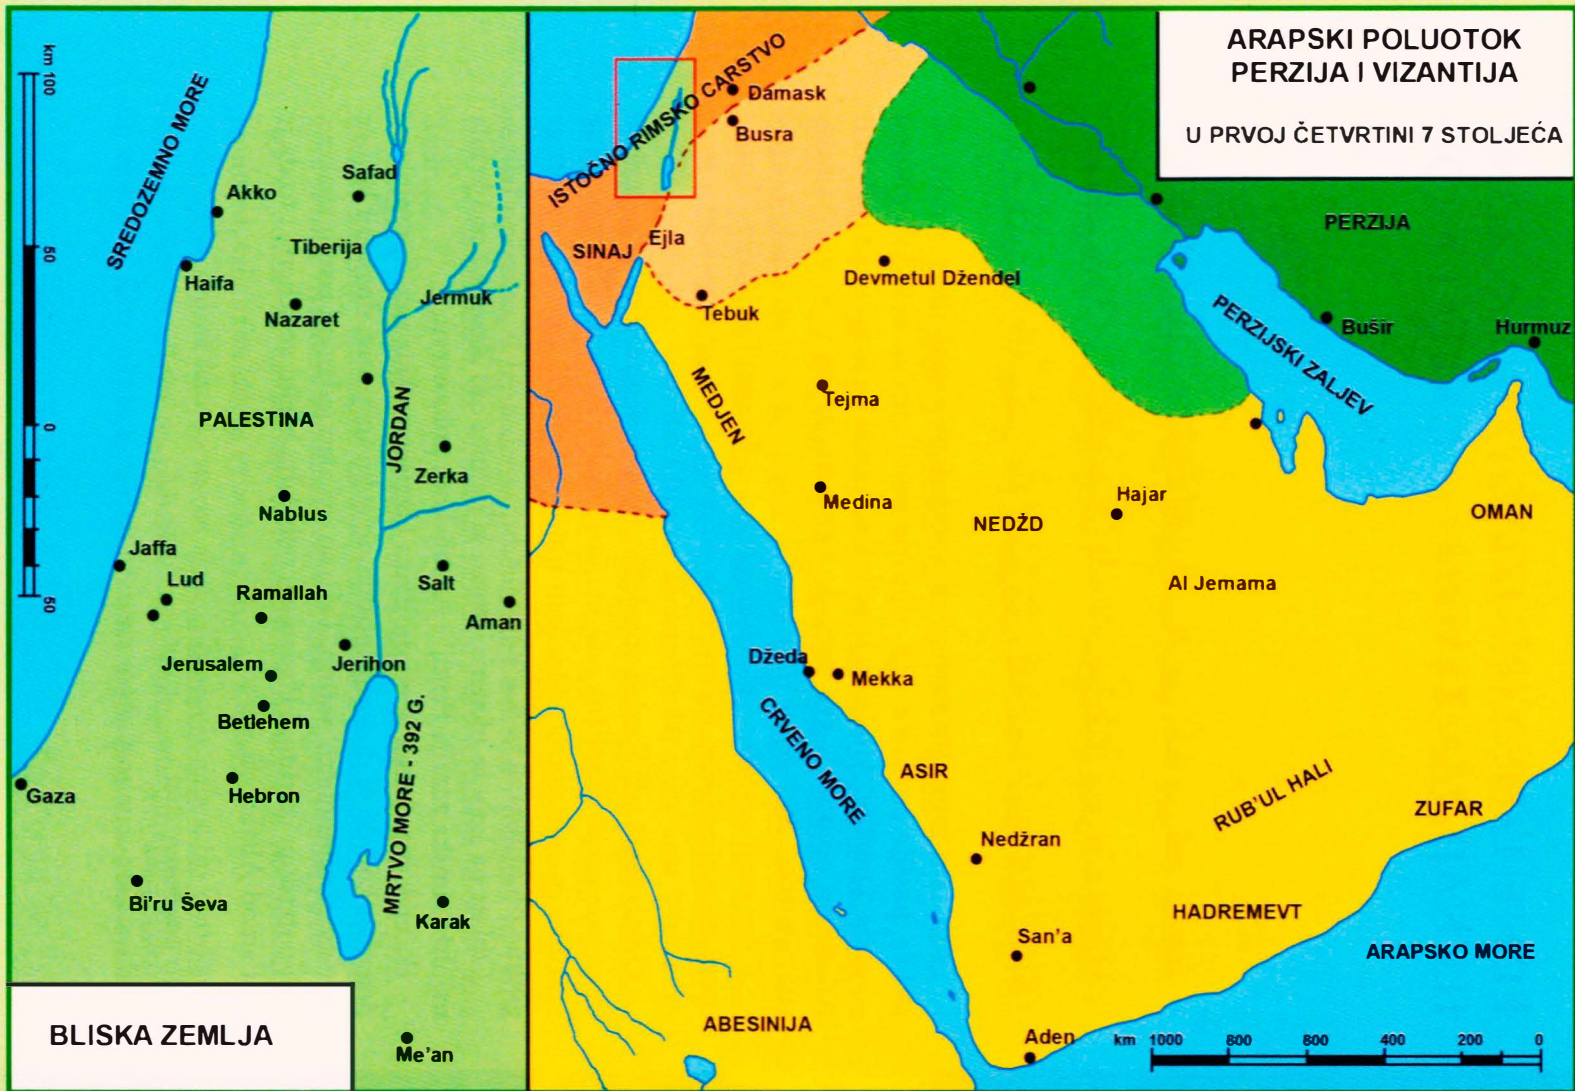 km 100
50
0
50
SREDOZEMNO MORE
Safad
Akko
Tiberija
Haifa
Jermuk
Nazaret
PALESTINA
JORDAN
Zerka
Nablus
Jaffa
Lud
Ramallah
Salt
Aman
Jerusalem
Jerihon
Betlehem
MRTVO MORE - 392 G.
Gaza
Hebron
Bi'ru Ševa
Karak
Me'an
BLISKA ZEMLJA
ARAPSKI POLUOTOK
PERZIJA I VIZANTIJA
U PRVOJ ČETVRTINI 7 STOLJEĆA
ISTOČNO RIMSKO CARSTVO
Damask
Busra
SINAJ
Ejla
PERZIJA
Devmetul Džendel
Tebuk
PERZIJSKI ZALJEV
Bušir
Hurmuz
MEDJEN
Tejma
Medina
NEDŽD
Hajar
OMAN
Al Jemama
Džeda
Mekka
CRVENO MORE
ASIR
RUB'UL HALI
ZUFAR
Nedžran
HADREMEVT
San'a
ARAPSKO MORE
ABESINIJA
Aden
km 1000 800 600 400 200 0